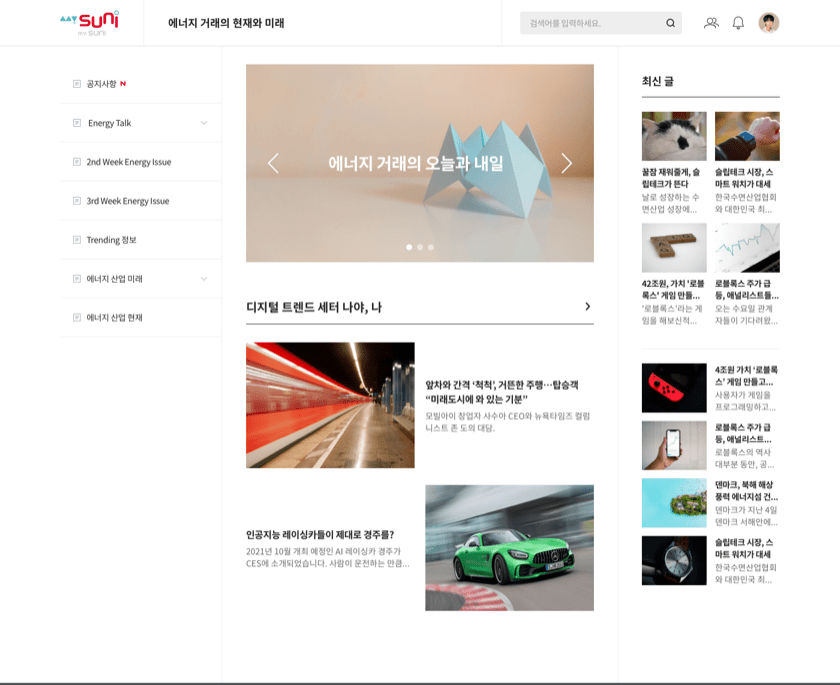 mySUNI
my SUNI
에너지 거래의 현재와 미래
검색어를 입력하세요.
공지사항 N
Energy Talk
2nd Week Energy Issue
3rd Week Energy Issue
Trending 정보
에너지 산업 미래
에너지 산업 현재
에너지 거래의 오늘과 내일
디지털 트렌드 세터 나야, 나
앞차와 간격 ‘척척’, 거뜬한 주행…탑승객
“미래도시에 와 있는 기분”
모빌아이 창업자 샤수아 CEO와 뉴욕타임즈 컬럼
니스트 존 도의 대담.
인공지능 레이싱카들이 제대로 경주를?
2021년 10월 개최 예정인 AI 레이싱카 경주가
CES에 소개되었습니다. 사람이 운전하는 만큼...
최신 글
꿀잠 재워줄게, 슬
립테크가 뜬다
날로 성장하는 수
면산업 성장에...
슬립테크 시장, 스
마트 워치가 대세
한국수면산업협회
와 대한민국 최...
42조원, 가치 '로블
록스' 게임 만들...
'로블록스'라는 게
임을 해보신적...
로블록스 주가 급
등, 애널리스트들...
오는 수요일 관계
자들이 기다려왔...
4조원 가치 ‘로블록
스’ 게임 만들고...
사용자가 게임을
프로그래밍하고...
로블록스 주가 급
등, 애널리스트...
로블록스의 역사
대부분 동안, 공...
덴마크, 북해 해상
풍력 에너지섬 건...
덴마크가 지난 4일
덴마크 서해안에...
슬립테크 시장, 스
마트 워치가 대세
한국수면산업협회
와 대한민국 최...